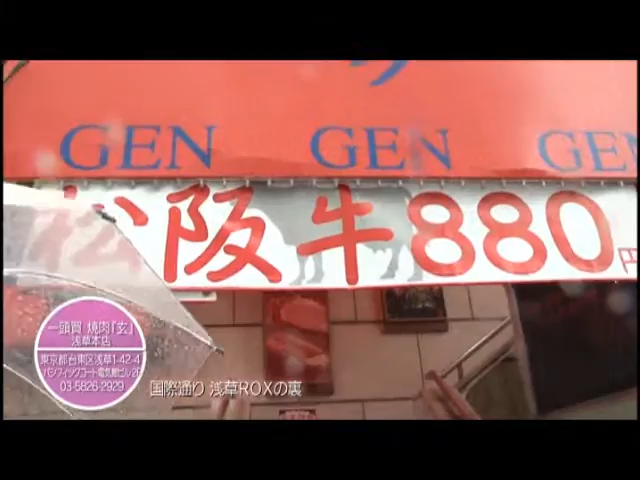 GEN GEN GEN
松阪牛880円
一頭買 焼肉「玄」
浅草本店
東京都台東区浅草1-42-4
パシフィックコート電気館ビル2F
03-5826-2929
国際通り 浅草ROXの裏